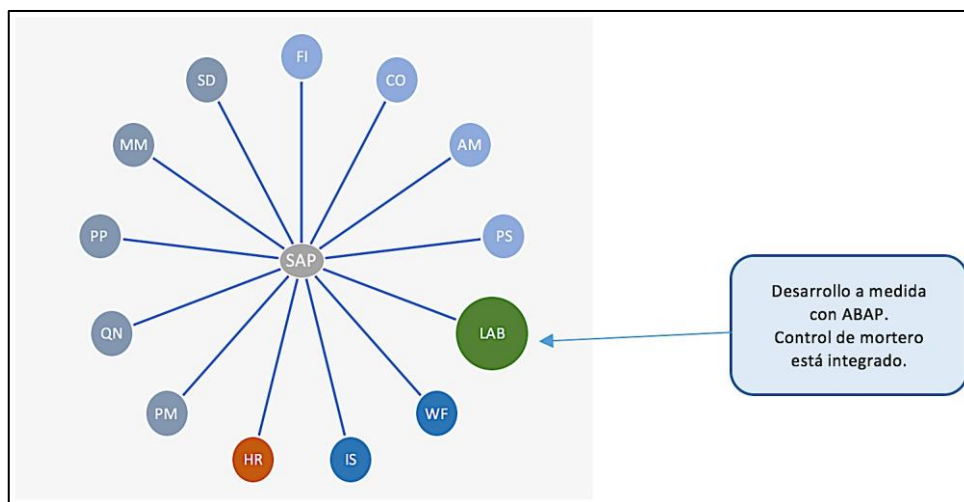 FI
SD
CO
MM
AM
PP
PS
SAP
QN
LAB
PM
WF
HR
IS
Desarrollo a medida
con ABAP.
Control de mortero
está integrado.